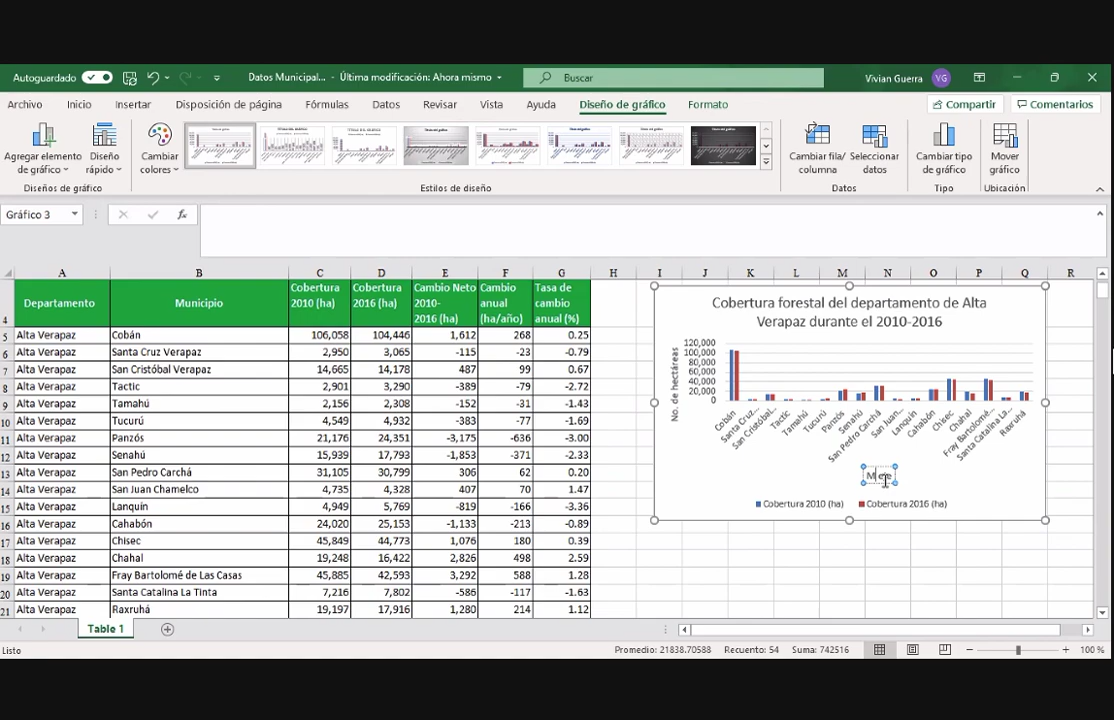 Autoguardado Datos Municipal... • Última modificación: Ahora mismo Buscar Vivian Guerra VG
Archivo Inicio Insertar Disposición de página Fórmulas Datos Revisar Vista Ayuda Diseño de gráfico Formato Compartir Comentarios
Agregar elemento de gráfico
Diseño rápido
Cambiar colores
Cambiar fila/ columna
Seleccionar datos
Cambiar tipo de gráfico
Mover gráfico
Diseños de gráfico Estilos de diseño Datos Tipo Ubicación
Gráfico 3 fx
A B C D E F G H I J K L M N O P Q R
4 Departamento Municipio Cobertura 2010 (ha) Cobertura 2016 (ha) Cambio Neto 2010-2016 (ha) Cambio anual (ha/año) Tasa de cambio anual (%)
5 Alta Verapaz Cobán 106,058 104,446 1,612 268 0.25
6 Alta Verapaz Santa Cruz Verapaz 2,950 3,065 -115 -23 -0.79
7 Alta Verapaz San Cristóbal Verapaz 14,665 14,178 487 99 0.67
8 Alta Verapaz Tactic 2,901 3,290 -389 -79 -2.72
9 Alta Verapaz Tamahú 2,156 2,308 -152 -31 -1.43
10 Alta Verapaz Tucurú 4,549 4,932 -383 -77 -1.69
11 Alta Verapaz Panzós 21,176 24,351 -3,175 -636 -3.00
12 Alta Verapaz Senahú 15,939 17,793 -1,853 -371 -2.33
13 Alta Verapaz San Pedro Carchá 31,105 30,799 306 62 0.20
14 Alta Verapaz San Juan Chamelco 4,735 4,328 407 70 1.47
15 Alta Verapaz Lanquín 4,949 5,769 -819 -166 -3.36
16 Alta Verapaz Cahabón 24,020 25,153 -1,133 -213 -0.89
17 Alta Verapaz Chisec 45,849 44,773 1,076 180 0.39
18 Alta Verapaz Chahal 19,248 16,422 2,826 498 2.59
19 Alta Verapaz Fray Bartolomé de Las Casas 45,885 42,593 3,292 588 1.28
20 Alta Verapaz Santa Catalina La Tinta 7,216 7,802 -586 -117 -1.63
21 Alta Verapaz Raxruhá 19,197 17,916 1,280 214 1.12
Cobertura forestal del departamento de Alta
Verapaz durante el 2010-2016
No. de hectáreas
120,000
100,000
80,000
60,000
40,000
20,000
0
Cobán
Santa Cruz...
San Cristóbal...
Tactic
Tamahú
Tucurú
Panzós
Senahú
San Pedro Carchá
San Juan...
Lanquín
Cahabón
Chisec
Chahal
Fray Bartolomé...
Santa Catalina La...
Raxruhá
Cobertura 2010 (ha) Cobertura 2016 (ha)
Table 1
Listo Promedio: 21838.70588 Recuento: 54 Suma: 742516 100 %